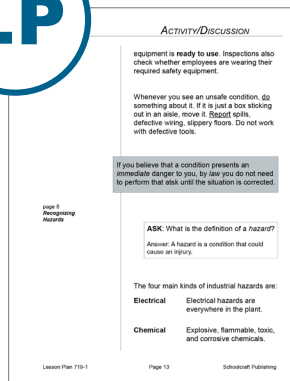 LP
ACTIVITY/DISCUSSION
equipment is ready to use. Inspections also
check whether employees are wearing their
required safety equipment.
Whenever you see an unsafe condition, do
something about it. If it is just a box sticking
out in an aisle, move it. Report spills,
defective wiring, slippery floors. Do not work
with defective tools.
If you believe that a condition presents an
immediate danger to you, by law you do not need
to perform that atsk until the situation is corrected.
page 8
Recognizing
Hazards
ASK: What is the definition of a hazard?
Answer: A hazard is a condition that could
cause an injury.
The four main kinds of industrial hazards are:
Electrical Electrical hazards are
everywhere in the plant.
Chemical Explosive, flammable, toxic,
and corrosive chemicals.
Lesson Plan 719-1 Page 13 Schoolcraft Publishing